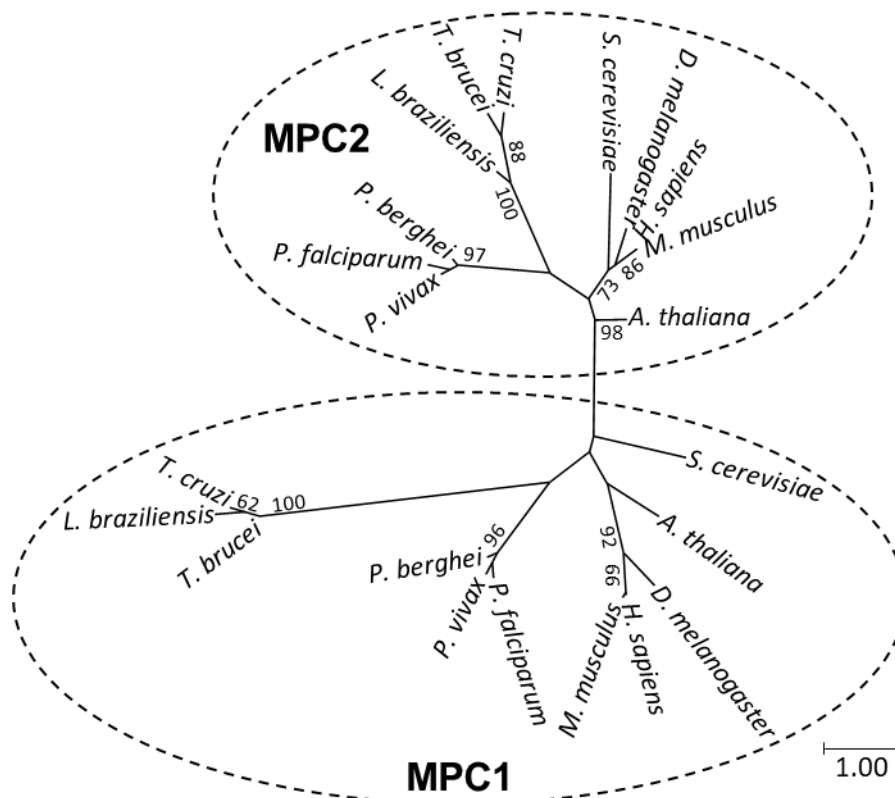 MPC2
T. brucei
T. cruzi
L. braziliensis
88
100
P. berghei
P. falciparum
P. vivax
97
S. cerevisiae
D. melanogaster
H. sapiens
M. musculus
73
86
A. thaliana
98
S. cerevisiae
T. cruzi
62
100
L. braziliensis
T. brucei
A. thaliana
92
66
96
P. berghei
P. vivax
P. falciparum
M. musculus
H. sapiens
D. melanogaster
MPC1
1.00